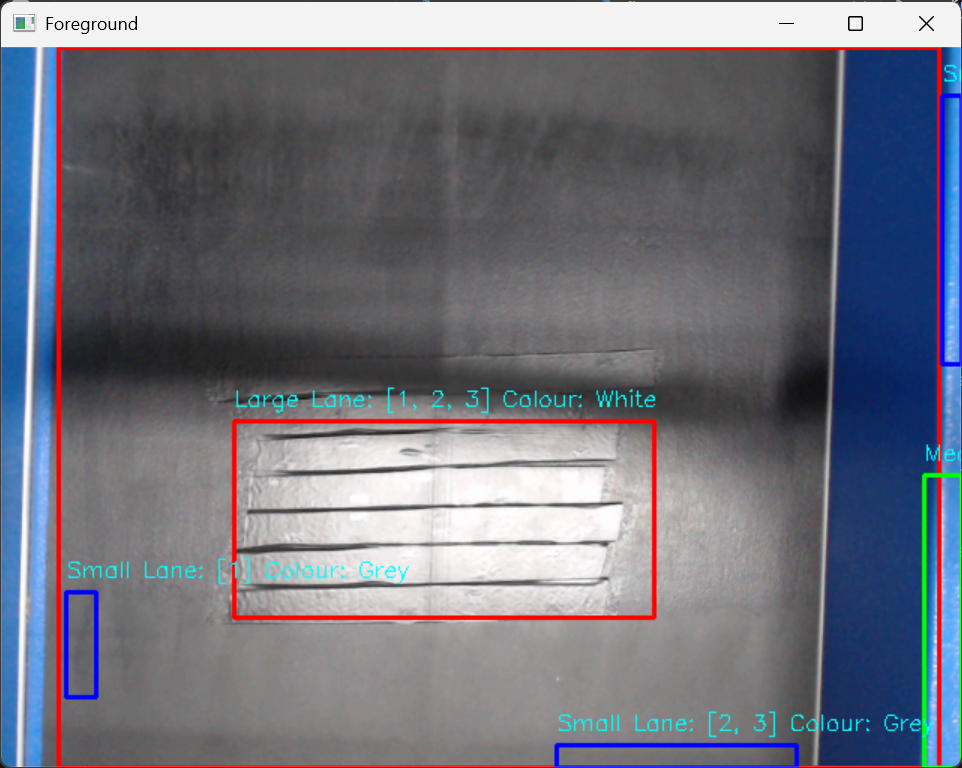 Foreground
S
Large Lane: [1, 2, 3] Colour: White
Med
Small Lane: [1] Colour: Grey
Small Lane: [2, 3] Colour: Grey